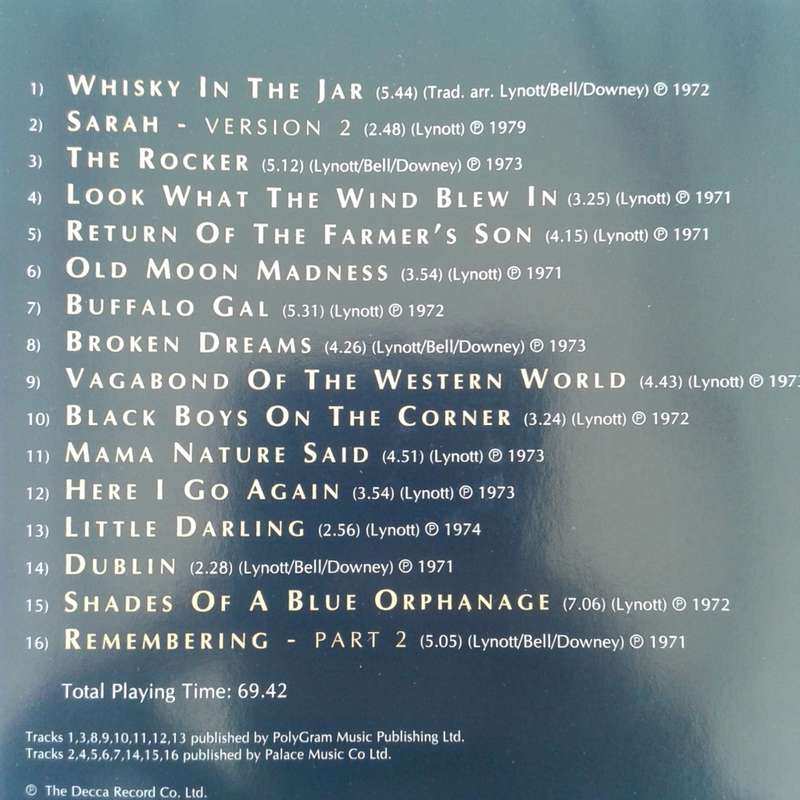 1) WHISKY IN THE JAR (5.44) (Trad. arr. Lynott/Bell/Downey) ℗ 1972
2) SARAH - VERSION 2 (2.48) (Lynott) ℗ 1979
3) THE ROCKER (5.12) (Lynott/Bell/Downey) ℗ 1973
4) LOOK WHAT THE WIND BLEW IN (3.25) (Lynott) ℗ 1971
5) RETURN OF THE FARMER'S SON (4.15) (Lynott) ℗ 1971
6) OLD MOON MADNESS (3.54) (Lynott) ℗ 1971
7) BUFFALO GAL (5.31) (Lynott) ℗ 1972
8) BROKEN DREAMS (4.26) (Lynott/Bell/Downey) ℗ 1973
9) VAGABOND OF THE WESTERN WORLD (4.43) (Lynott) ℗ 1973
10) BLACK BOYS ON THE CORNER (3.24) (Lynott) ℗ 1972
11) MAMA NATURE SAID (4.51) (Lynott) ℗ 1973
12) HERE I GO AGAIN (3.54) (Lynott) ℗ 1973
13) LITTLE DARLING (2.56) (Lynott) ℗ 1974
14) DUBLIN (2.28) (Lynott/Bell/Downey) ℗ 1971
15) SHADES OF A BLUE ORPHANAGE (7.06) (Lynott) ℗ 1972
16) REMEMBERING - PART 2 (5.05) (Lynott/Bell/Downey) ℗ 1971
Total Playing Time: 69.42
Tracks 1,3,8,9,10,11,12,13 published by PolyGram Music Publishing Ltd.
Tracks 2,4,5,6,7,14,15,16 published by Palace Music Co Ltd.
℗ The Decca Record Co. Ltd.